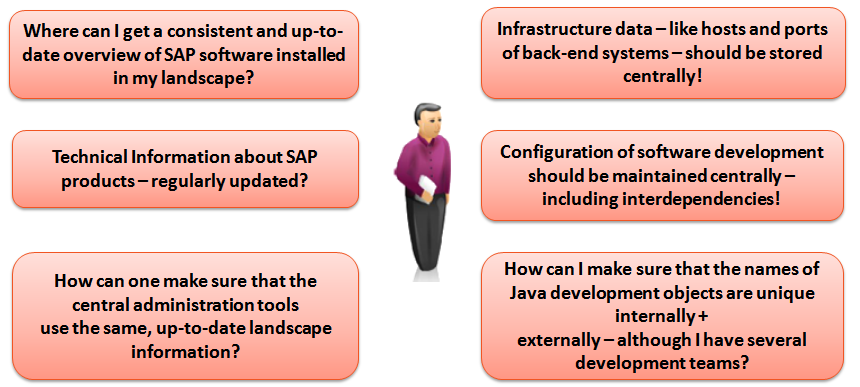 Where can I get a consistent and up-to-
date overview of SAP software installed
in my landscape?
Technical Information about SAP
products – regularly updated?
How can one make sure that the
central administration tools
use the same, up-to-date landscape
information?
Infrastructure data – like hosts and ports
of back-end systems – should be stored
centrally!
Configuration of software development
should be maintained centrally –
including interdependencies!
How can I make sure that the names of
Java development objects are unique
internally +
externally – although I have several
development teams?